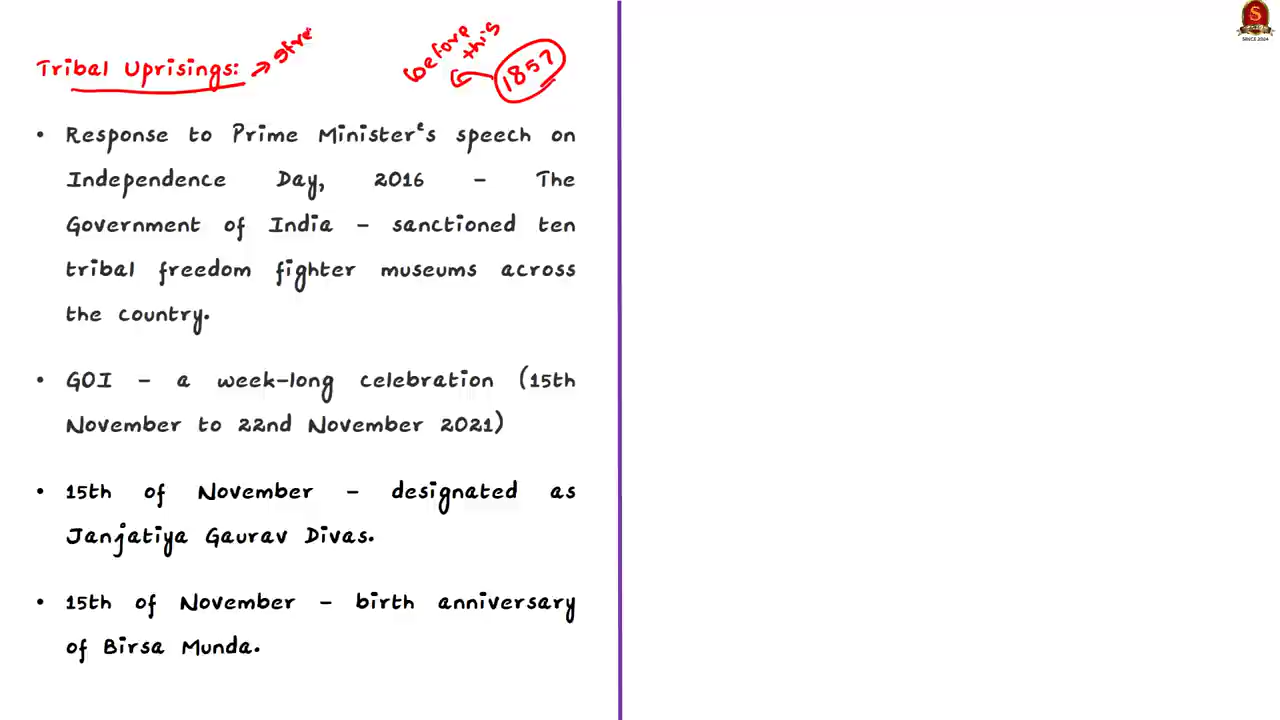 Tribal Uprisings:
before
this
1857
• Response to Prime Minister's speech on
Independence Day, 2016 – The
Government of India – sanctioned ten
tribal freedom fighter museums across
the country.
• GOI – a week-long celebration (15th
November to 22nd November 2021)
• 15th of November – designated as
Janjatiya Gaurav Divas.
• 15th of November – birth anniversary
of Birsa Munda.
S
SINCE 2004